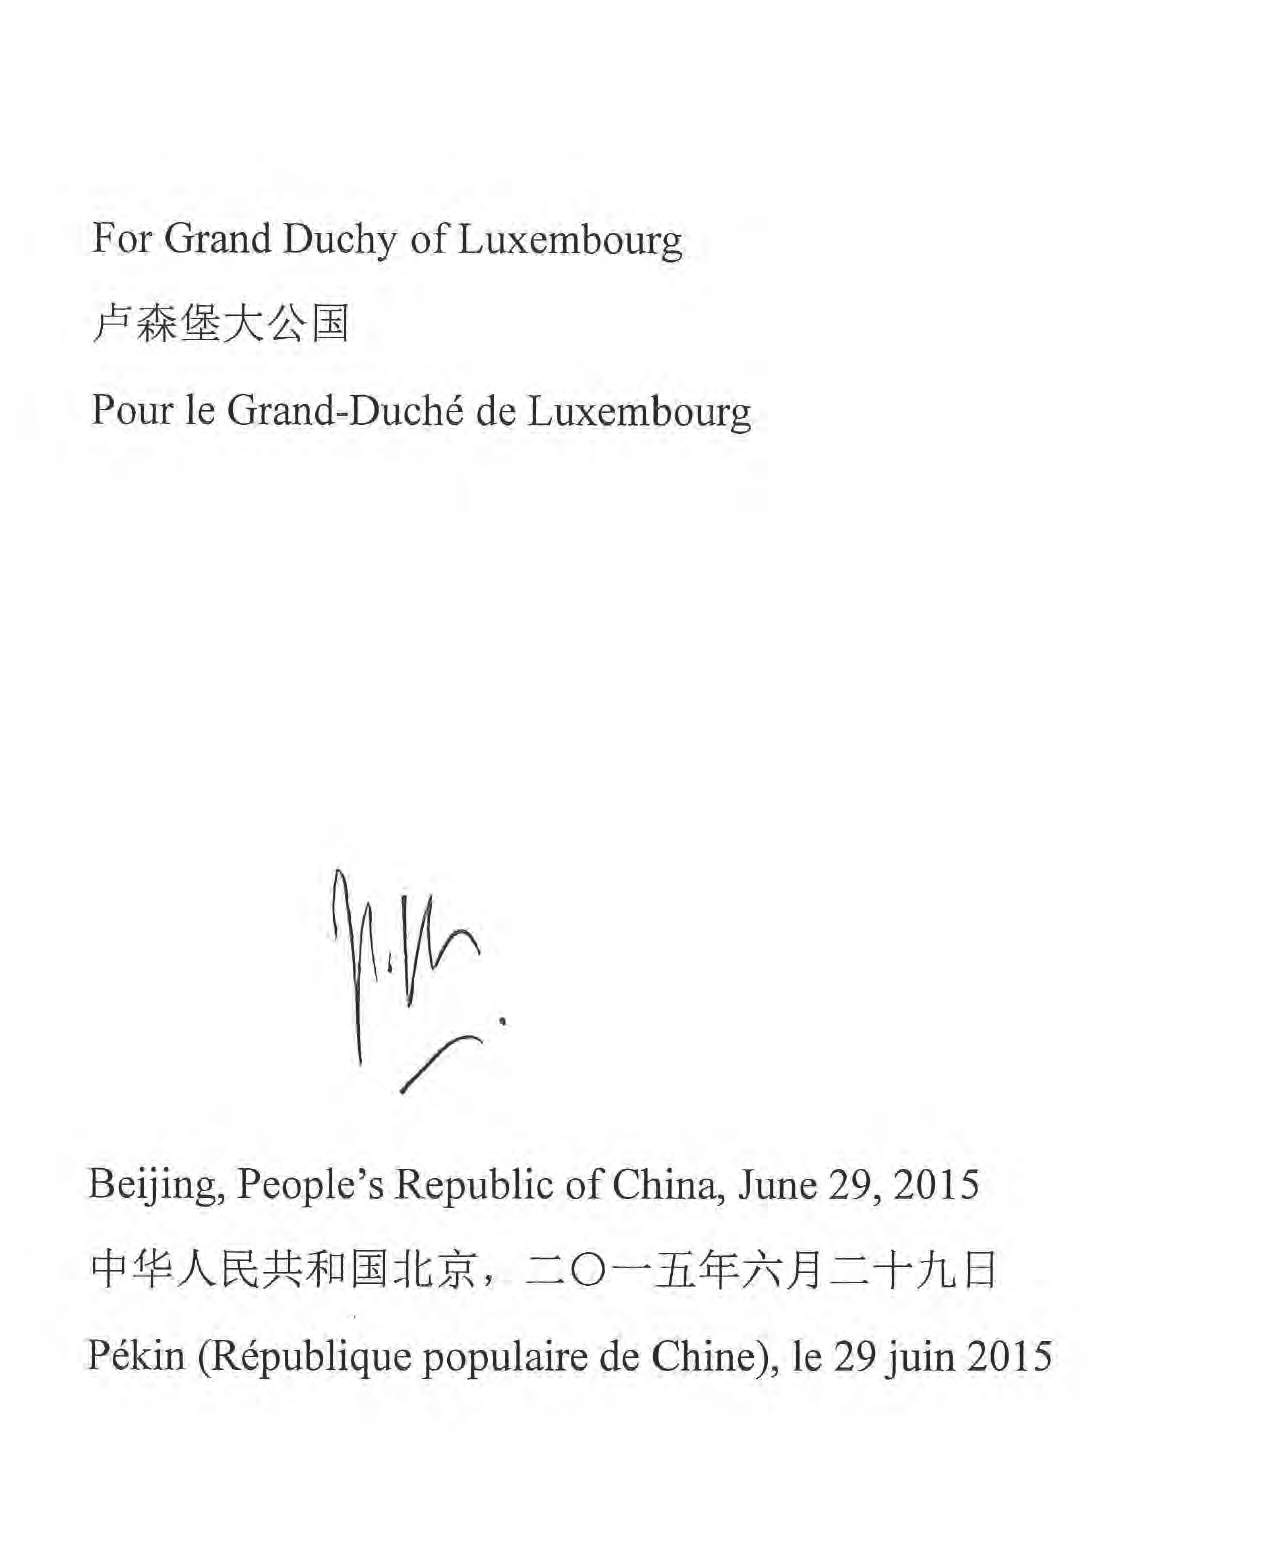 For Grand Duchy of Luxembourg
卢森堡大公国
Pour le Grand-Duché de Luxembourg
Beijing, People’s Republic of China, June 29, 2015
中华人民共和国北京，二〇一五年六月二十九日
Pékin (République populaire de Chine), le 29 juin 2015